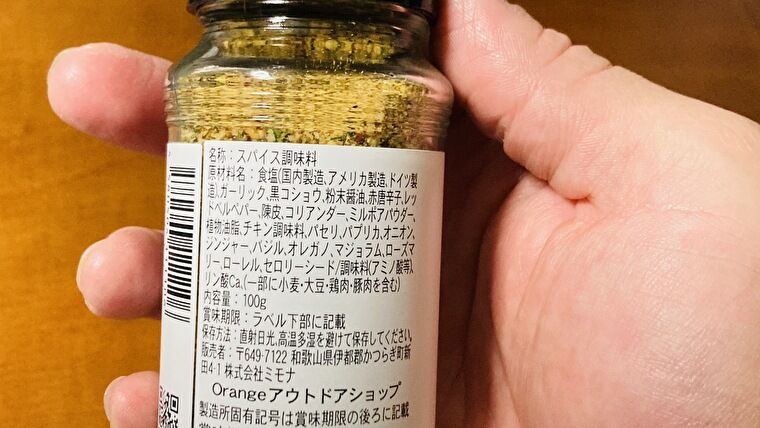 名称：スパイス調味料
原材料名：食塩(国内製造、アメリカ製造、ドイツ製
造)、ガーリック、黒コショウ、粉末醤油、赤唐辛子、レッ
ドベルペパー、陳皮、コリアンダー、ミルポアパウダー、
植物油脂、チキン調味料、パセリ、パプリカ、オニオン、
ジンジャー、バジル、オレガノ、マジョラム、ローズマ
リー、ローレル、セロリーシード/調味料(アミノ酸等)、
リン酸Ca、(一部に小麦・大豆・鶏肉・豚肉を含む)
内容量：100g
賞味期限：ラベル下部に記載
保存方法：直射日光、高温多湿を避けて保存してください。
販売者：〒649-7122 和歌山県伊都郡かつらぎ町新
田4-1 株式会社ミモナ
Orangeアウトドアショップ
製造所固有記号は賞味期限の後ろに記載